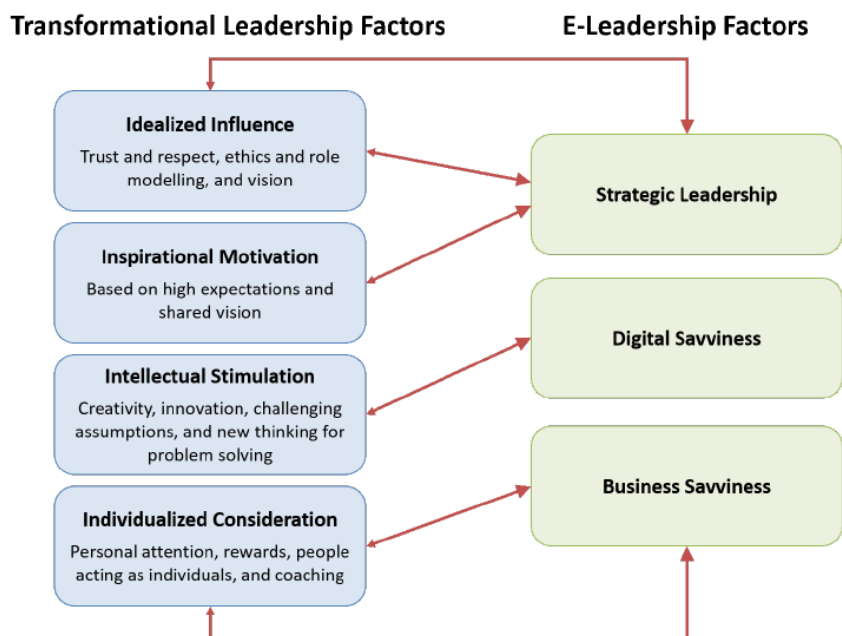 Transformational Leadership Factors
E-Leadership Factors
Idealized Influence
Trust and respect, ethics and role
modelling, and vision
Inspirational Motivation
Based on high expectations and
shared vision
Intellectual Stimulation
Creativity, innovation, challenging
assumptions, and new thinking for
problem solving
Individualized Consideration
Personal attention, rewards, people
acting as individuals, and coaching
Strategic Leadership
Digital Savviness
Business Savviness